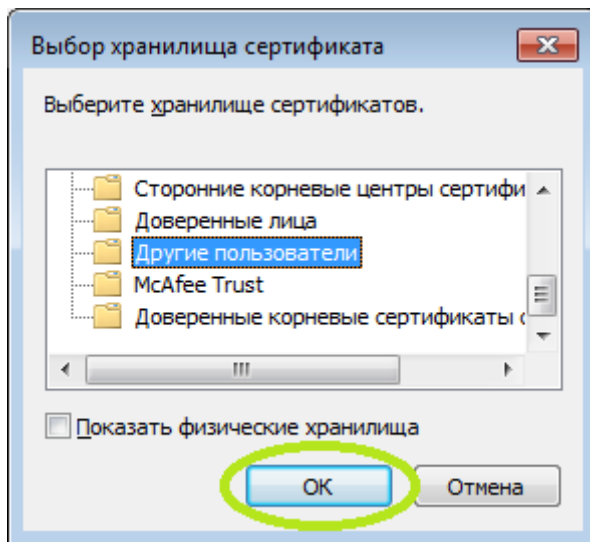 Выбор хранилища сертификата
Выберите хранилище сертификатов.
Сторонние корневые центры сертифи
Доверенные лица
Другие пользователи
McAfee Trust
Доверенные корневые сертификаты с
Показать физические хранилища
ОК
Отмена